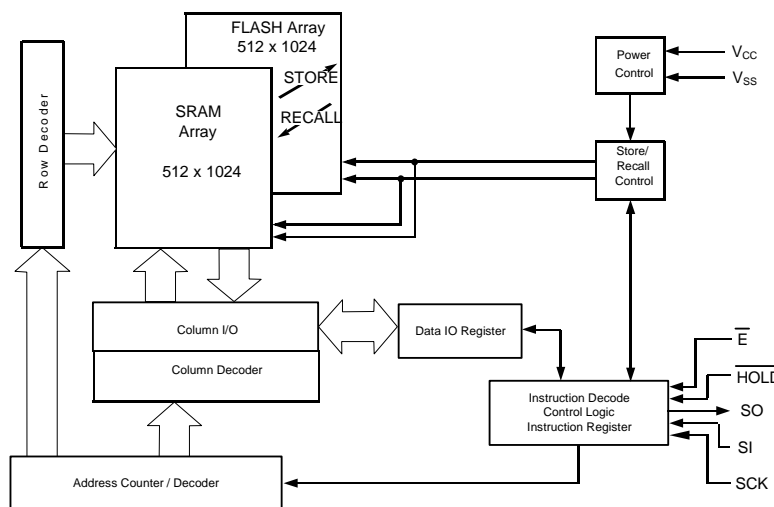 FLASH Array
512 x 1024
STORE
RECALL
SRAM
Array
512 x 1024
Row Decoder
Power
Control
VCC
VSS
Store/
Recall
Control
Column I/O
Column Decoder
Data IO Register
Instruction Decode
Control Logic
Instruction Register
E
HOLD
SO
SI
SCK
Address Counter / Decoder